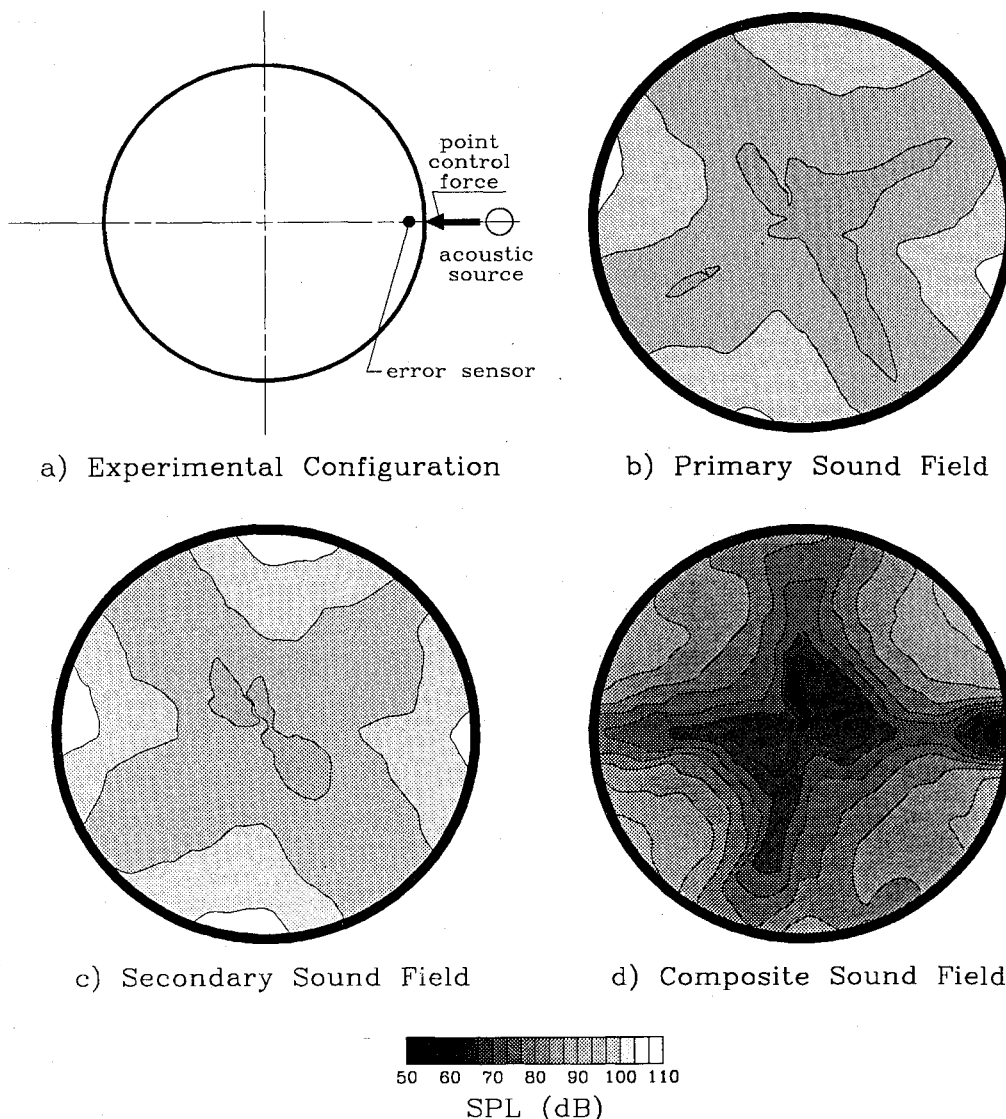 point
control
force
acoustic
source
error sensor
a) Experimental Configuration
b) Primary Sound Field
c) Secondary Sound Field
d) Composite Sound Field
50 60 70 80 90 100 110
SPL (dB)